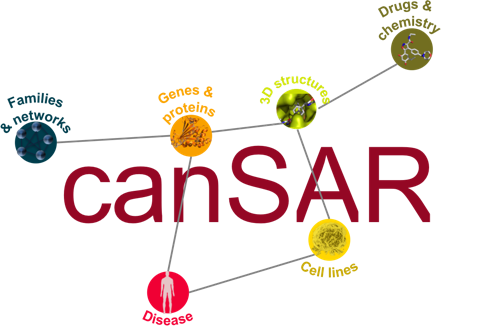 Drugs &
chemistry
3D structures
Genes &
proteins
Families
& networks
canSAR
Cell lines
Disease